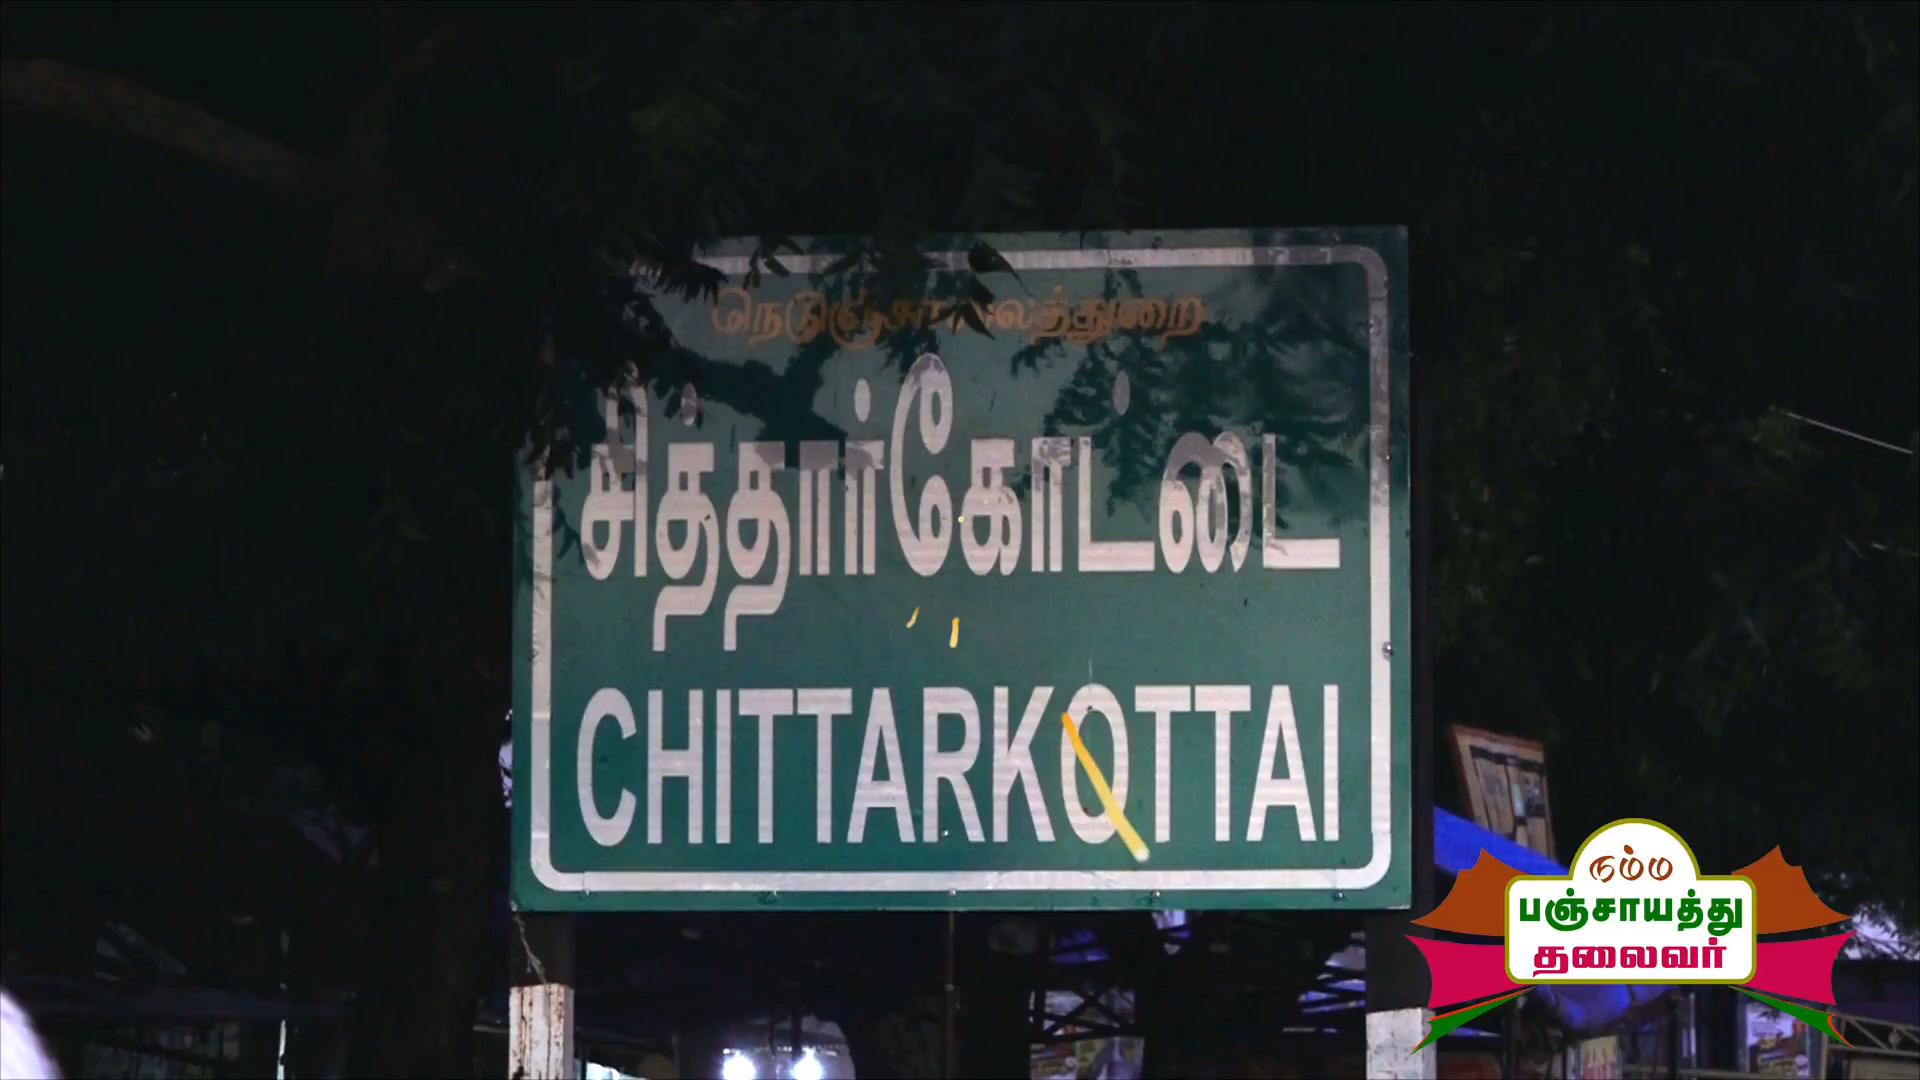 நெடுஞ்சாலைத்துறை
சித்தார்கோட்டை
CHITTARKOTTAI
நம்ம
பஞ்சாயத்து
தலைவர்